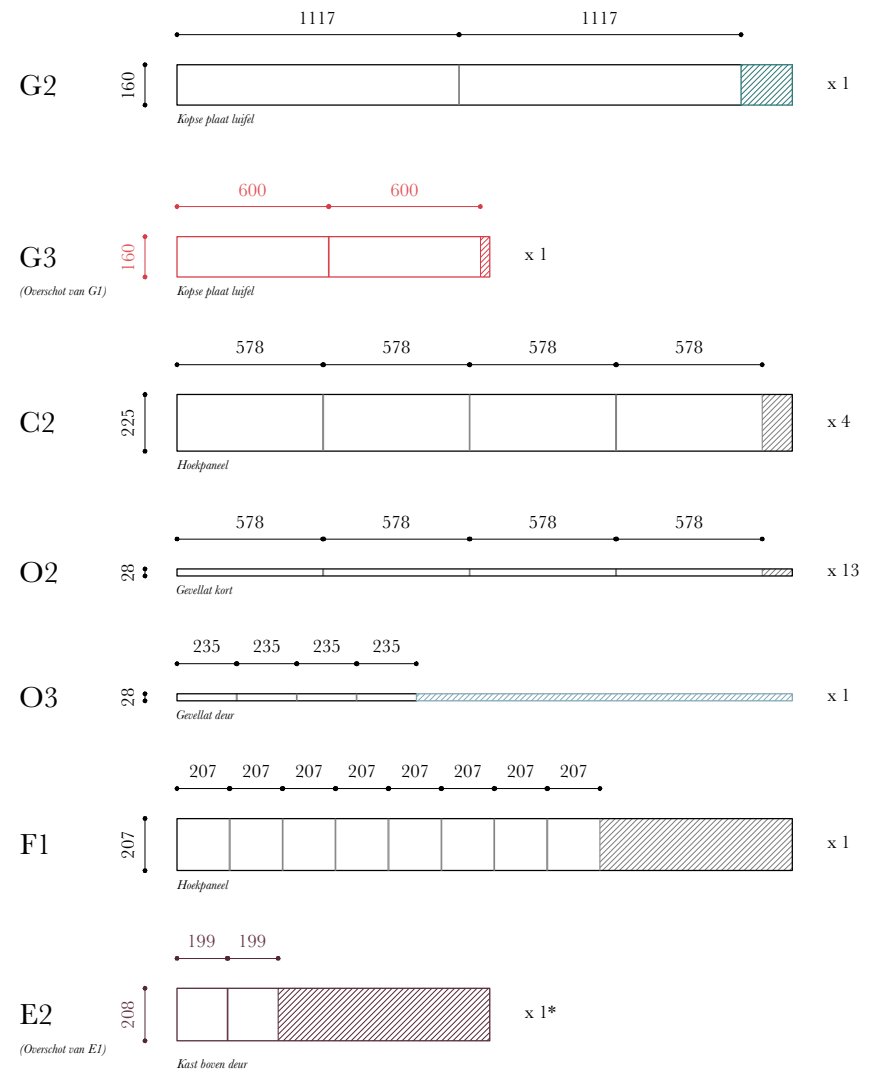 1117 1117
G2 160 x 1
Kopse plaat luifel
600 600
G3 160 x 1
(Overschot van G1) Kopse plaat luifel
578 578 578 578
C2 225 x 4
Hoekpaneel
578 578 578 578
O2 28 x 13
Gevellat kort
235 235 235 235
O3 28 x 1
Gevellat deur
207 207 207 207 207 207 207 207
F1 207 x 1
Hoekpaneel
199 199
E2 208 x 1*
(Overschot van E1)
Kast boven deur